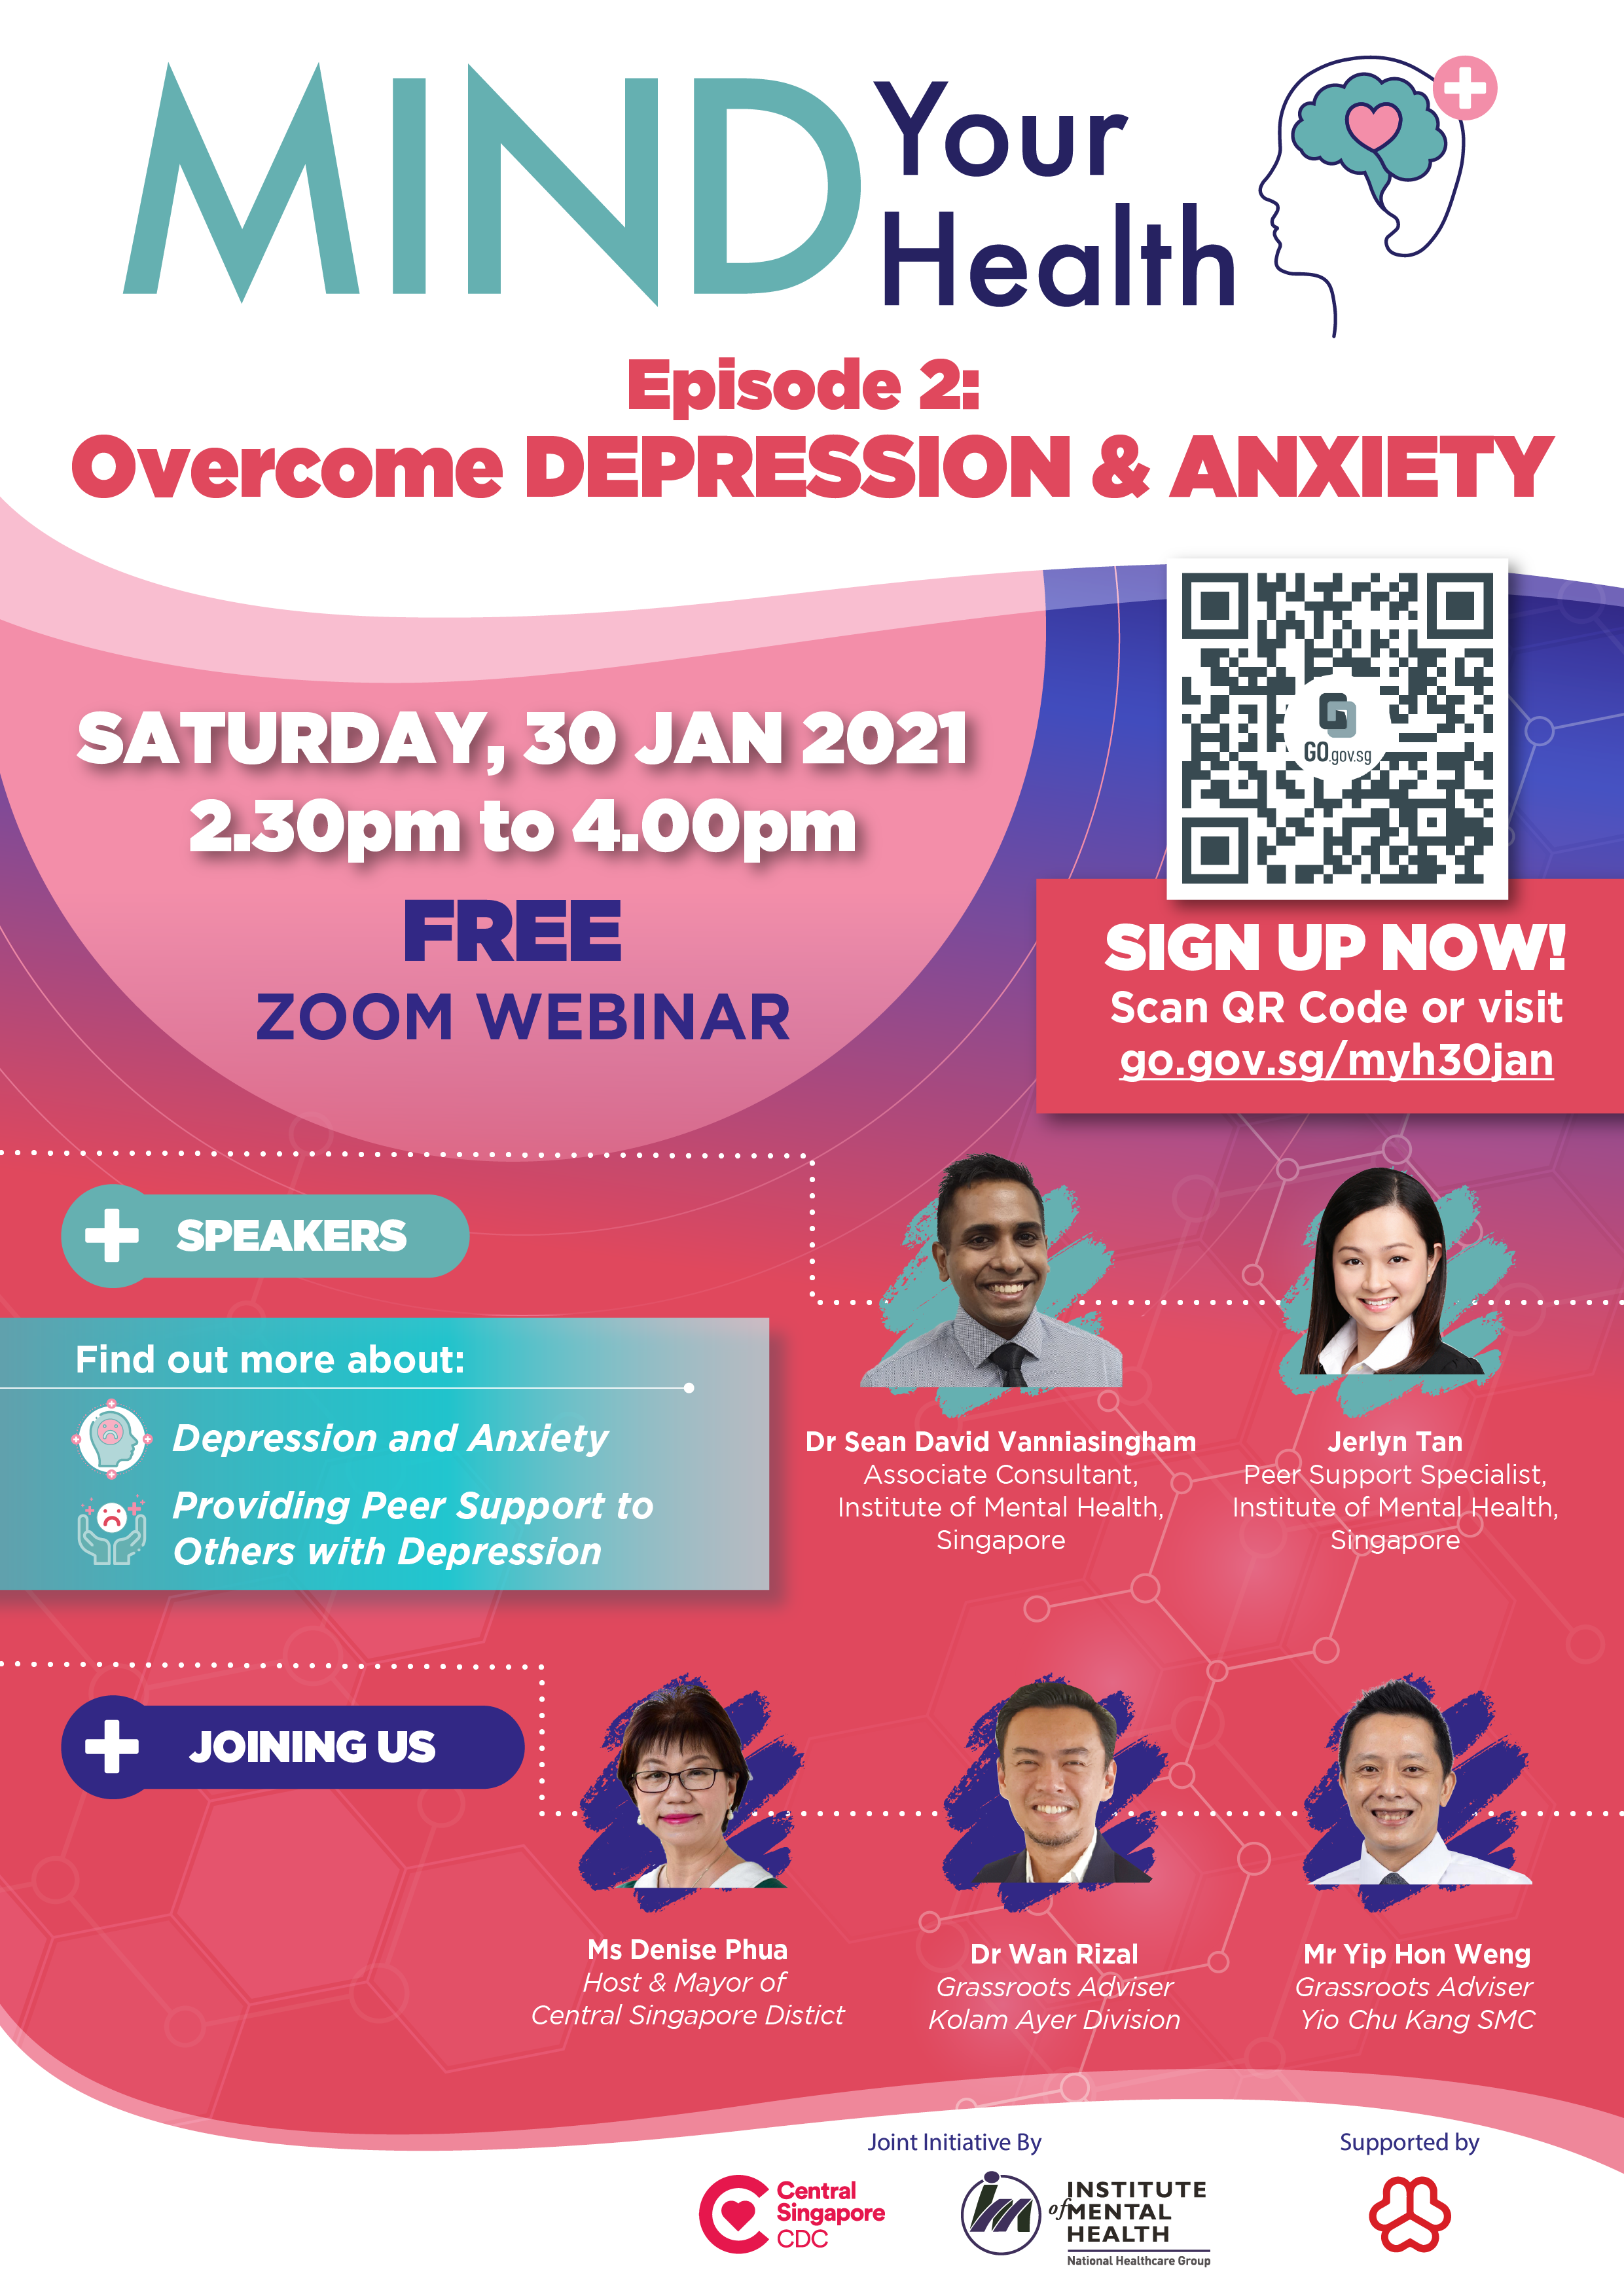 MIND Your
Health
Episode 2:
Overcome DEPRESSION & ANXIETY
SATURDAY, 30 JAN 2021
2.30pm to 4.00pm
FREE
ZOOM WEBINAR
GO.gov.sg
SIGN UP NOW!
Scan QR Code or visit
go.gov.sg/myh30jan
SPEAKERS
Find out more about:
Depression and Anxiety
Providing Peer Support to
Others with Depression
Dr Sean David Vanniasingham
Associate Consultant,
Institute of Mental Health,
Singapore
Jerlyn Tan
Peer Support Specialist,
Institute of Mental Health,
Singapore
JOINING US
Ms Denise Phua
Host & Mayor of
Central Singapore Distict
Dr Wan Rizal
Grassroots Adviser
Kolam Ayer Division
Mr Yip Hon Weng
Grassroots Adviser
Yio Chu Kang SMC
Joint Initiative By
Central
Singapore
CDC
INSTITUTE
of MENTAL
HEALTH
National Healthcare Group
Supported by